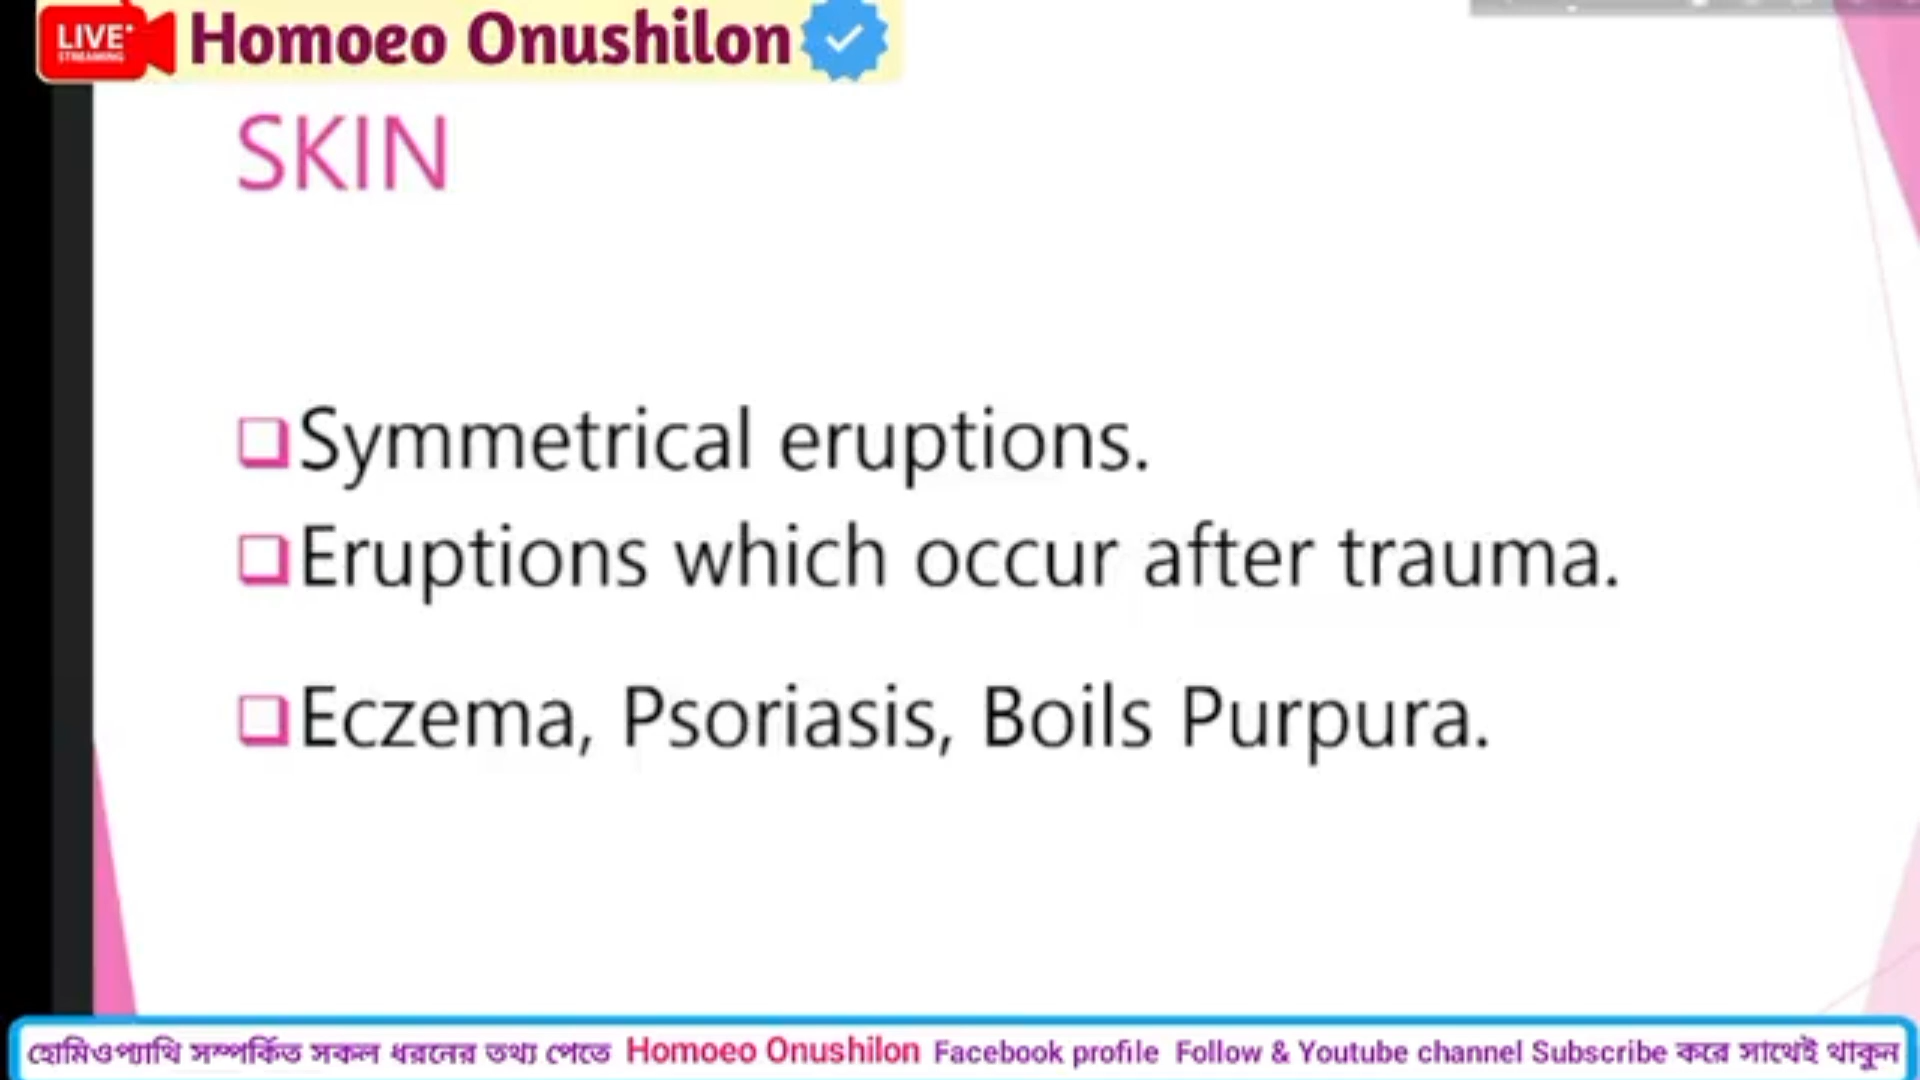 LIVE
STREAMING
Homoeo Onushilon
SKIN
Symmetrical eruptions.
Eruptions which occur after trauma.
Eczema, Psoriasis, Boils Purpura.
হোমিওপ্যাথি সম্পর্কিত সকল ধরনের তথ্য পেতে Homoeo Onushilon Facebook profile Follow & Youtube channel Subscribe করে সাথেই থাকুন